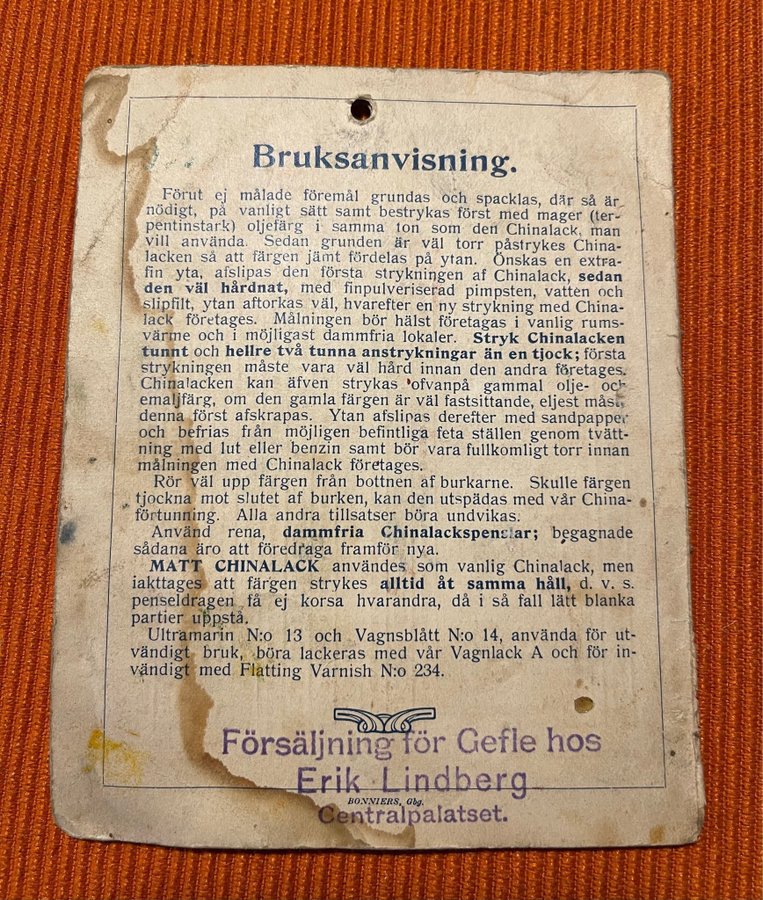 Bruksanvisning.
Förut ej målade föremål grundas och spacklas, där så är
nödigt, på vanligt sätt samt bestrykas först med mager (ter-
pentinstark) oljefärg i samma ton som den Chinalack, man
vill använda. Sedan grunden är väl torr påstrykes China-
lacken så att färgen jämt fördelas på ytan. Önskas en extra-
fin yta, afslipas den första strykningen af Chinalack, sedan
den väl hårdnat, med finpulveriserad pimpsten, vatten och
slipfilt, ytan aftorkas väl, hvarefter en ny strykning med China-
lack företages. Målningen bör hälst företagas i vanlig rums-
värme och i möjligast dammfria lokaler. Stryk Chinalacken
tunnt och hellre två tunna anstrykningar än en tjock; första
strykningen måste vara väl hård innan den andra företages.
Chinalacken kan äfven strykas ofvanpå gammal olje- och
emaljfärg, om den gamla färgen är väl fastsittande, eljest måste
denna först afskrapas. Ytan afslipas derefter med sandpapper
och befrias från möjligen befintliga feta ställen genom tvätt-
ning med lut eller benzin samt bör vara fullkomligt torr innan
målningen med Chinalack företages.
Rör väl upp färgen från bottnen af burkarne. Skulle färgen
tjockna mot slutet af burken, kan den utspädas med vår China-
förtunning. Alla andra tillsatser böra undvikas.
Använd rena, dammfria Chinalackspenslar; begagnade
sådana äro att föredraga framför nya.
MATT CHINALACK användes som vanlig Chinalack, men
iakttages att färgen strykes alltid åt samma håll, d. v. s.
penseldragen få ej korsa hvarandra, då i så fall lätt blanka
partier uppstå.
Ultramarin N:o 13 och Vagnsblått N:o 14, använda för ut-
vändigt bruk, böra lackeras med vår Vagnlack A och för in-
vändigt med Flatting Varnish N:o 234.
Försäljning för Gefle hos
Erik Lindberg
BONNIERS, Gbg.
Centralpalatset.